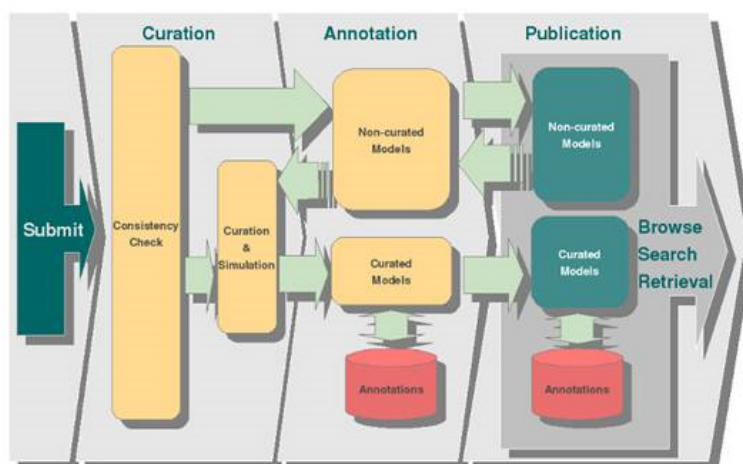 Curation
Annotation
Publication
Submit
Consistency
Check
Curation
&
Simulation
Non-curated
Models
Curated
Models
Annotations
Non-curated
Models
Curated
Models
Annotations
Browse
Search
Retrieval